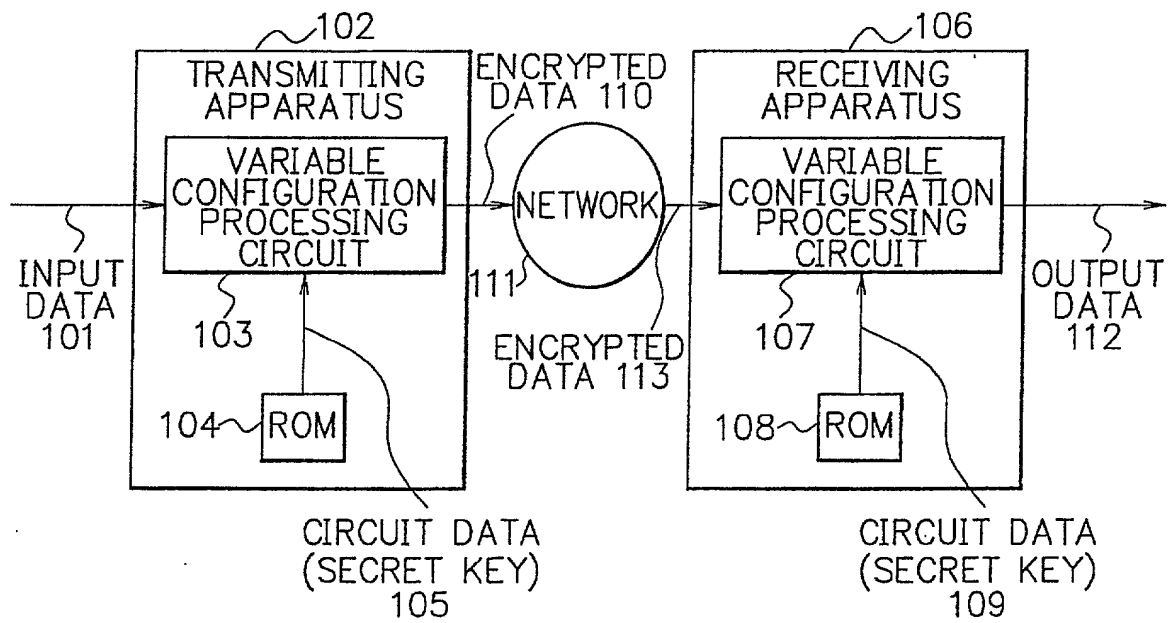 102
TRANSMITTING
APPARATUS
VARIABLE
CONFIGURATION
PROCESSING
CIRCUIT
INPUT
DATA
101
103
104
ROM
CIRCUIT DATA
(SECRET KEY)
105
ENCRYPTED
DATA 110
NETWORK
111
ENCRYPTED
DATA 113
106
RECEIVING
APPARATUS
VARIABLE
CONFIGURATION
PROCESSING
CIRCUIT
107
108
ROM
CIRCUIT DATA
(SECRET KEY)
109
OUTPUT
DATA
112